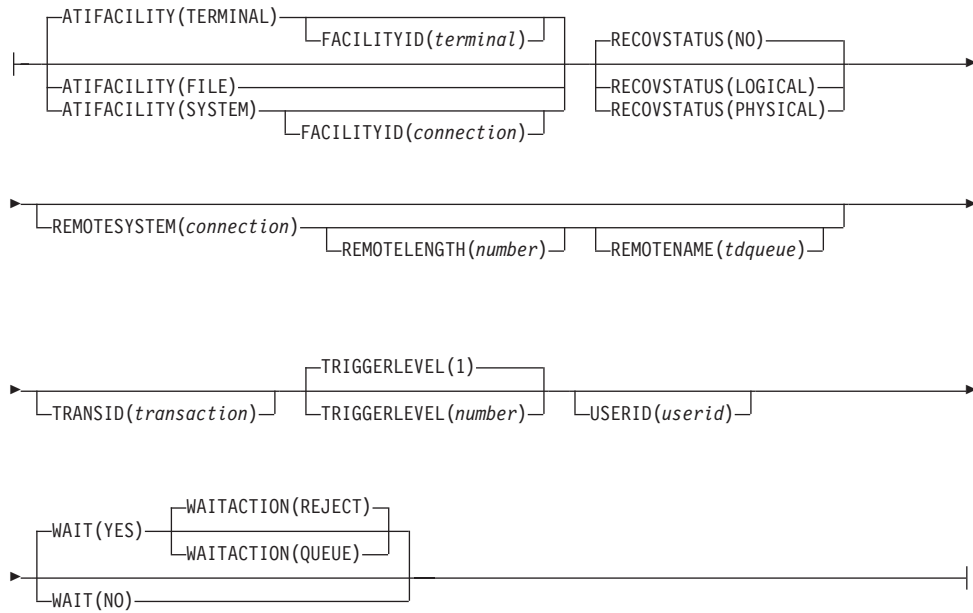 ATIFACILITY(TERMINAL)
FACILITYID(terminal)
ATIFACILITY(FILE)
ATIFACILITY(SYSTEM)
FACILITYID(connection)
RECOVSTATUS(NO)
RECOVSTATUS(LOGICAL)
RECOVSTATUS(PHYSICAL)
REMOTESYSTEM(connection)
REMOTELENGTH(number)
REMOTENAME(tdqueue)
TRANSID(transaction)
TRIGGERLEVEL(1)
TRIGGERLEVEL(number)
USERID(userid)
WAIT(YES)
WAITACTION(REJECT)
WAITACTION(QUEUE)
WAIT(NO)